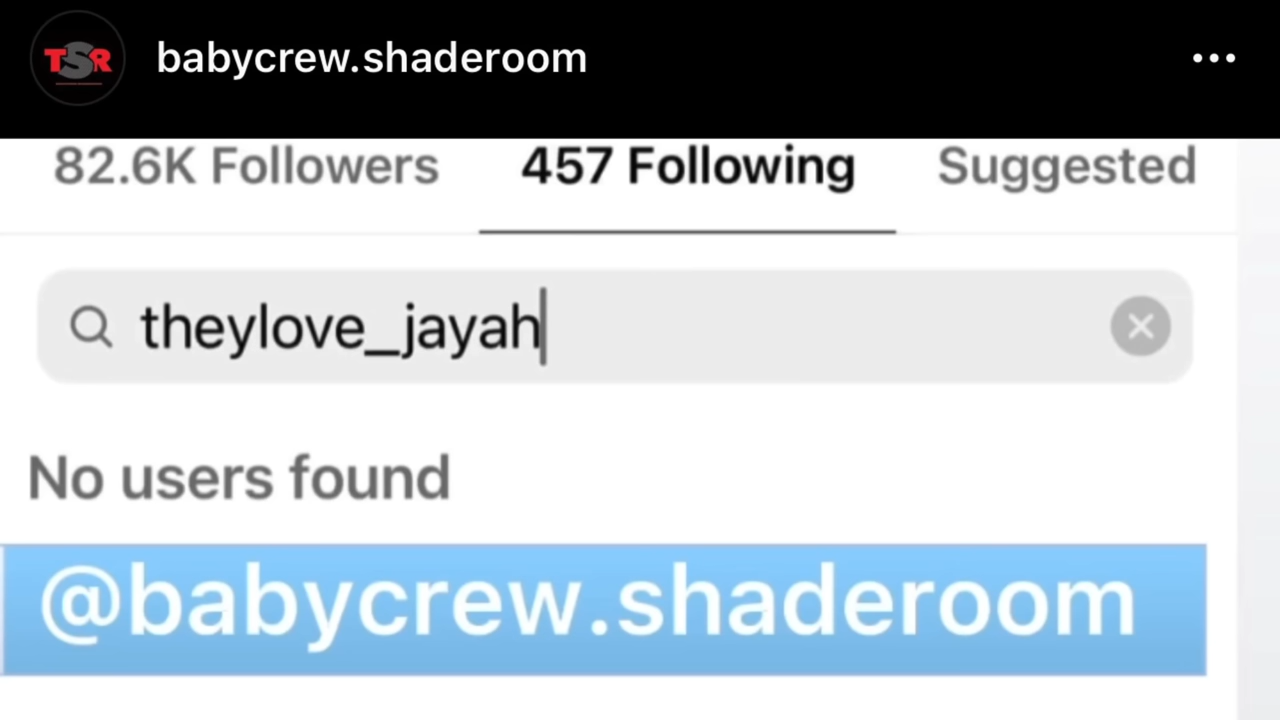 TSR
babycrew.shaderoom
82.6K Followers 457 Following Suggested
theylove_jayah
No users found
@babycrew.shaderoom